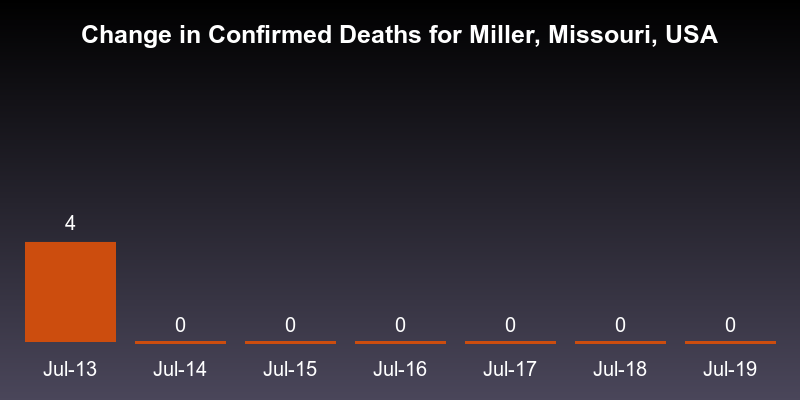 Change in Confirmed Deaths for Miller, Missouri, USA
4
0 0 0 0 0 0
Jul-13 Jul-14 Jul-15 Jul-16 Jul-17 Jul-18 Jul-19